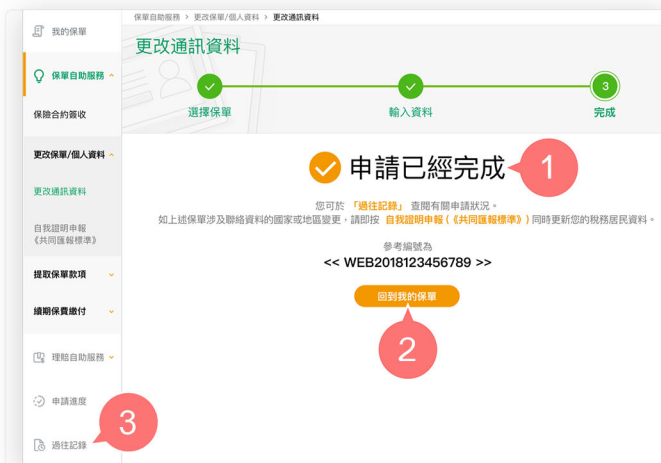 保單自助服務 > 更改保單/個人資料 > 更改通訊資料
我的保單
保單自助服務
保險合約簽收
更改保單/個人資料
更改通訊資料
自我證明申報
《共同匯報標準》
提取保單款項
續期保費繳付
理賠自助服務
申請進度
過往記錄
3
更改通訊資料
選擇保單
輸入資料
3
完成
申請已經完成
1
您可於 「過往記錄」 查閱有關申請狀況。
如上述保單涉及聯絡資料的國家或地區變更，請即按 自我證明申報 (《共同匯報標準》) 同時更新您的稅務居民資料。
參考編號為
<< WEB2018123456789 >>
回到我的保單
2